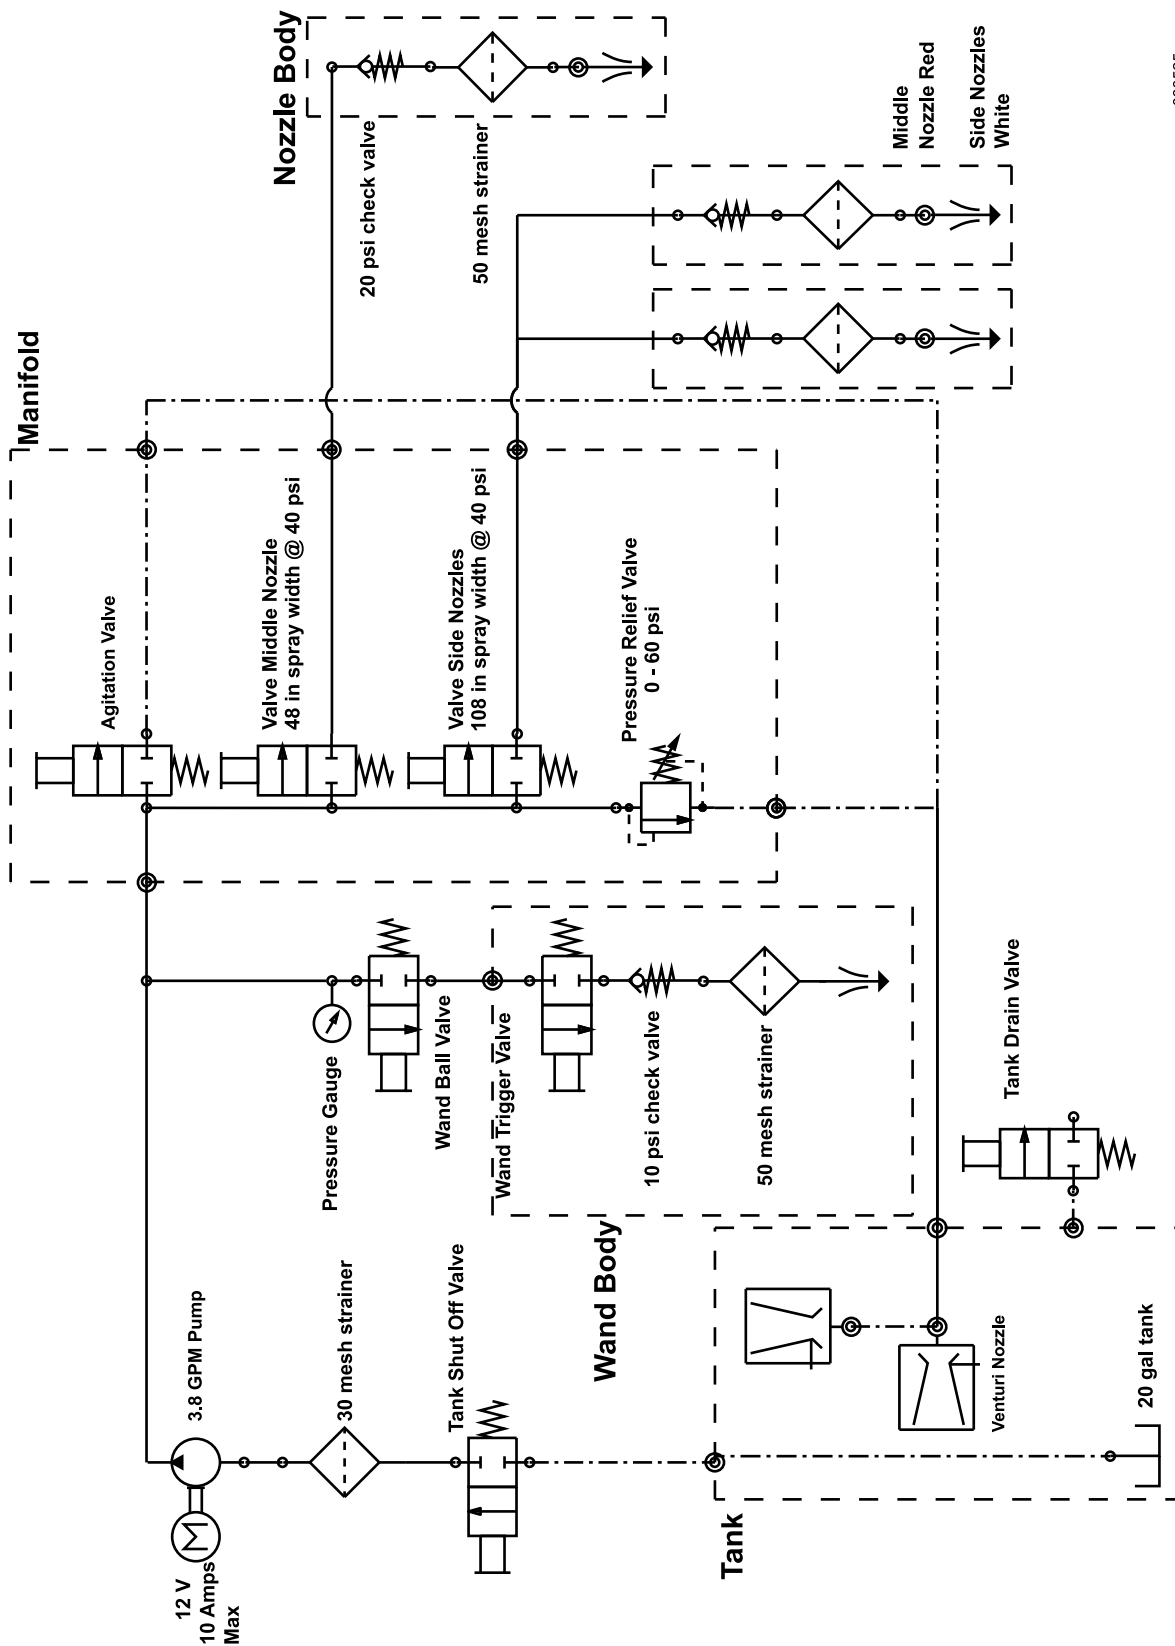 Nozzle Body
20 psi check valve
50 mesh strainer
Middle
Nozzle Red
Side Nozzles
White
Manifold
Agitation Valve
Valve Middle Nozzle
48 in spray width @ 40 psi
Valve Side Nozzles
108 in spray width @ 40 psi
Pressure Relief Valve
0 - 60 psi
Pressure Gauge
Wand Ball Valve
Wand Trigger Valve
10 psi check valve
50 mesh strainer
Wand Body
Tank Drain Valve
3.8 GPM Pump
30 mesh strainer
Tank Shut Off Valve
12 V
10 Amps
Max
M
Tank
Venturi Nozzle
20 gal tank